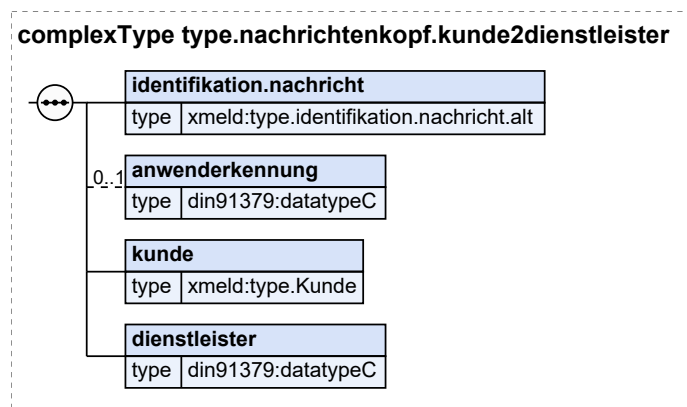 complexType type.nachrichtenkopf.kunde2dienstleister
identifikation.nachricht
type xmeld:type.identifikation.nachricht.alt
0..1
anwenderkennung
type din91379:datatypeC
kunde
type xmeld:type.Kunde
dienstleister
type din91379:datatypeC